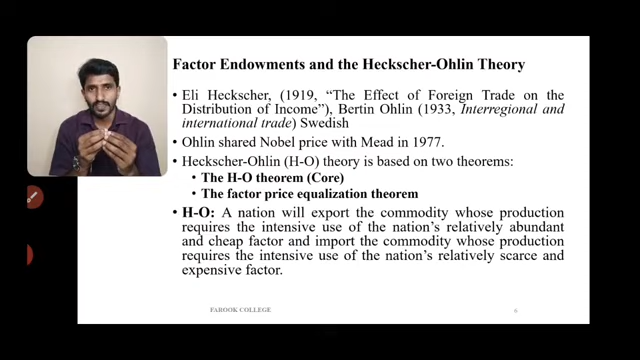 Factor Endowments and the Heckscher-Ohlin Theory
• Eli Heckscher, (1919, “The Effect of Foreign Trade on the
Distribution of Income”), Bertin Ohlin (1933, Interregional and
international trade) Swedish
• Ohlin shared Nobel price with Mead in 1977.
• Heckscher-Ohlin (H-O) theory is based on two theorems:
• The H-O theorem (Core)
• The factor price equalization theorem
• H-O: A nation will export the commodity whose production
requires the intensive use of the nation’s relatively abundant
and cheap factor and import the commodity whose production
requires the intensive use of the nation’s relatively scarce and
expensive factor.
FAROOK COLLEGE
6